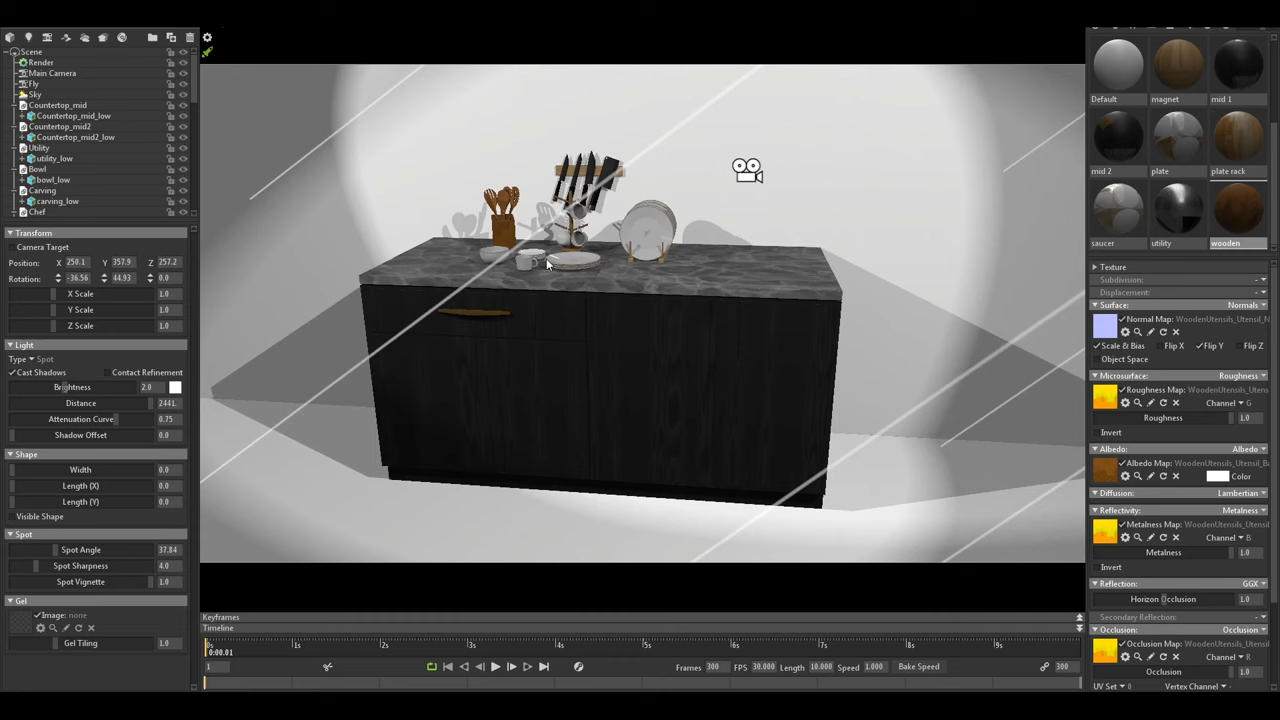 Scene
Render
Main Camera
Fly
Sky
Countertop_mid
Countertop_mid_low
Countertop_mid2
Countertop_mid2_low
Utility
utility_low
Bowl
bowl_low
Carving
carving_low
Chef
Transform
Camera Target
Position: X 250.1 Y 357.9 Z 257.2
Rotation: -36.56 44.93 0.0
X Scale 1.0
Y Scale 1.0
Z Scale 1.0
Light
Type Spot
Cast Shadows Contact Refinement
Brightness 2.0
Distance 2441.
Attenuation Curve 0.75
Shadow Offset 0.0
Shape
Width 0.0
Length (X) 0.0
Length (Y) 0.0
Visible Shape
Spot
Spot Angle 37.84
Spot Sharpness 4.0
Spot Vignette 1.0
Gel
Image: none
Gel Tiling 1.0
Keyframes
Timeline
0s 1s 2s 3s 4s 5s 6s 7s 8s 9s
0:00.01
1 Frames 300 FPS 30.000 Length 10.000 Speed 1.000 Bake Speed 300
Default magnet mid 1
mid 2 plate plate rack
saucer utility wooden
Texture
Subdivision: -
Displacement: -
Surface: Normals
Normal Map: WoodenUtensils_Utensil_N
Scale & Bias Flip X Flip Y Flip Z
Object Space
Microsurface: Roughness
Roughness Map: WoodenUtensils_Utensil
Channel G
Roughness 1.0
Invert
Albedo: Albedo
Albedo Map: WoodenUtensils_Utensil_Ba
Color
Diffusion: Lambertian
Reflectivity: Metalness
Metalness Map: WoodenUtensils_Utensil
Channel B
Metalness 1.0
Invert
Reflection: GGX
Horizon Occlusion 1.0
Secondary Reflection: -
Occlusion: Occlusion
Occlusion Map: WoodenUtensils_Utensil
Channel R
Occlusion 1.0
UV Set 0 Vertex Channel -